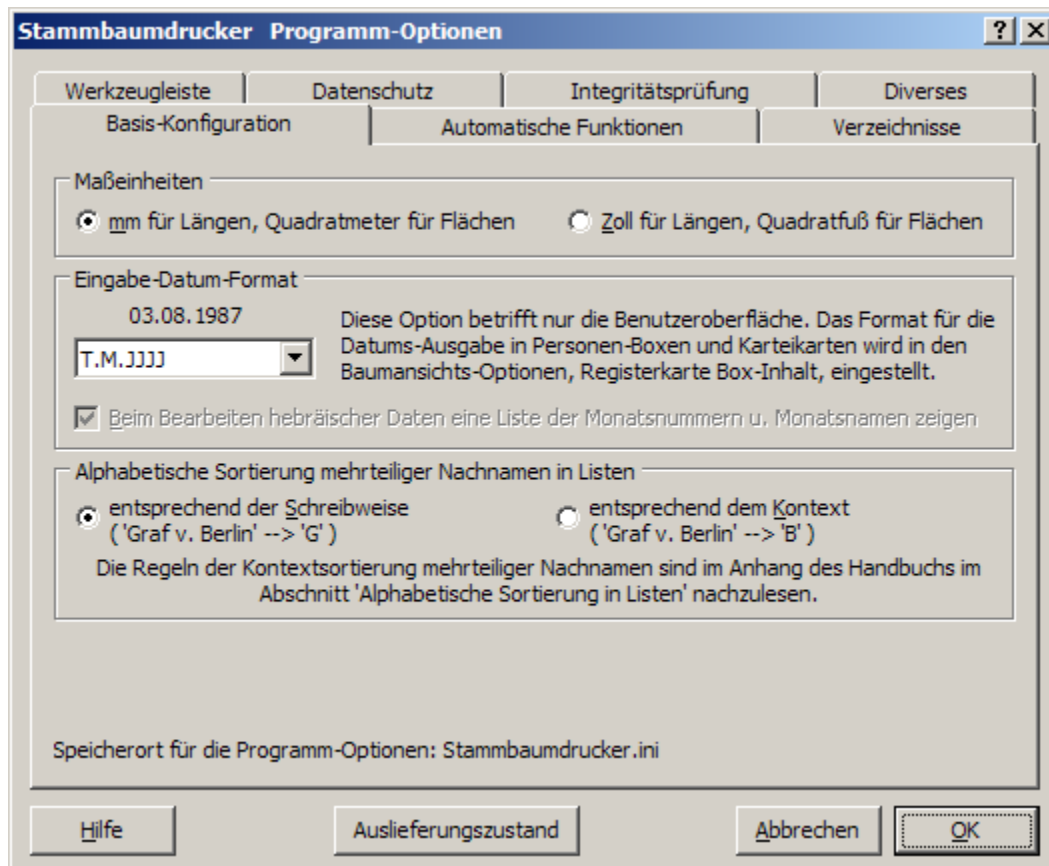 Stammbaumdrucker Programm-Optionen
Werkzeugleiste Datenschutz Integritätsprüfung Diverses
Basis-Konfiguration Automatische Funktionen Verzeichnisse
Maßeinheiten
mm für Längen, Quadratmeter für Flächen Zoll für Längen, Quadratfuß für Flächen
Eingabe-Datum-Format
03.08.1987
T.M.JJJJ
Diese Option betrifft nur die Benutzeroberfläche. Das Format für die
Datums-Ausgabe in Personen-Boxen und Karteikarten wird in den
Baumansichts-Optionen, Registerkarte Box-Inhalt, eingestellt.
Beim Bearbeiten hebräischer Daten eine Liste der Monatsnummern u. Monatsnamen zeigen
Alphabetische Sortierung mehrteiliger Nachnamen in Listen
entsprechend der Schreibweise
( 'Graf v. Berlin' --> 'G' )
entsprechend dem Kontext
( 'Graf v. Berlin' --> 'B' )
Die Regeln der Kontextsortierung mehrteiliger Nachnamen sind im Anhang des Handbuchs im
Abschnitt 'Alphabetische Sortierung in Listen' nachzulesen.
Speicherort für die Programm-Optionen: Stammbaumdrucker.ini
Hilfe Auslieferungszustand Abbrechen OK